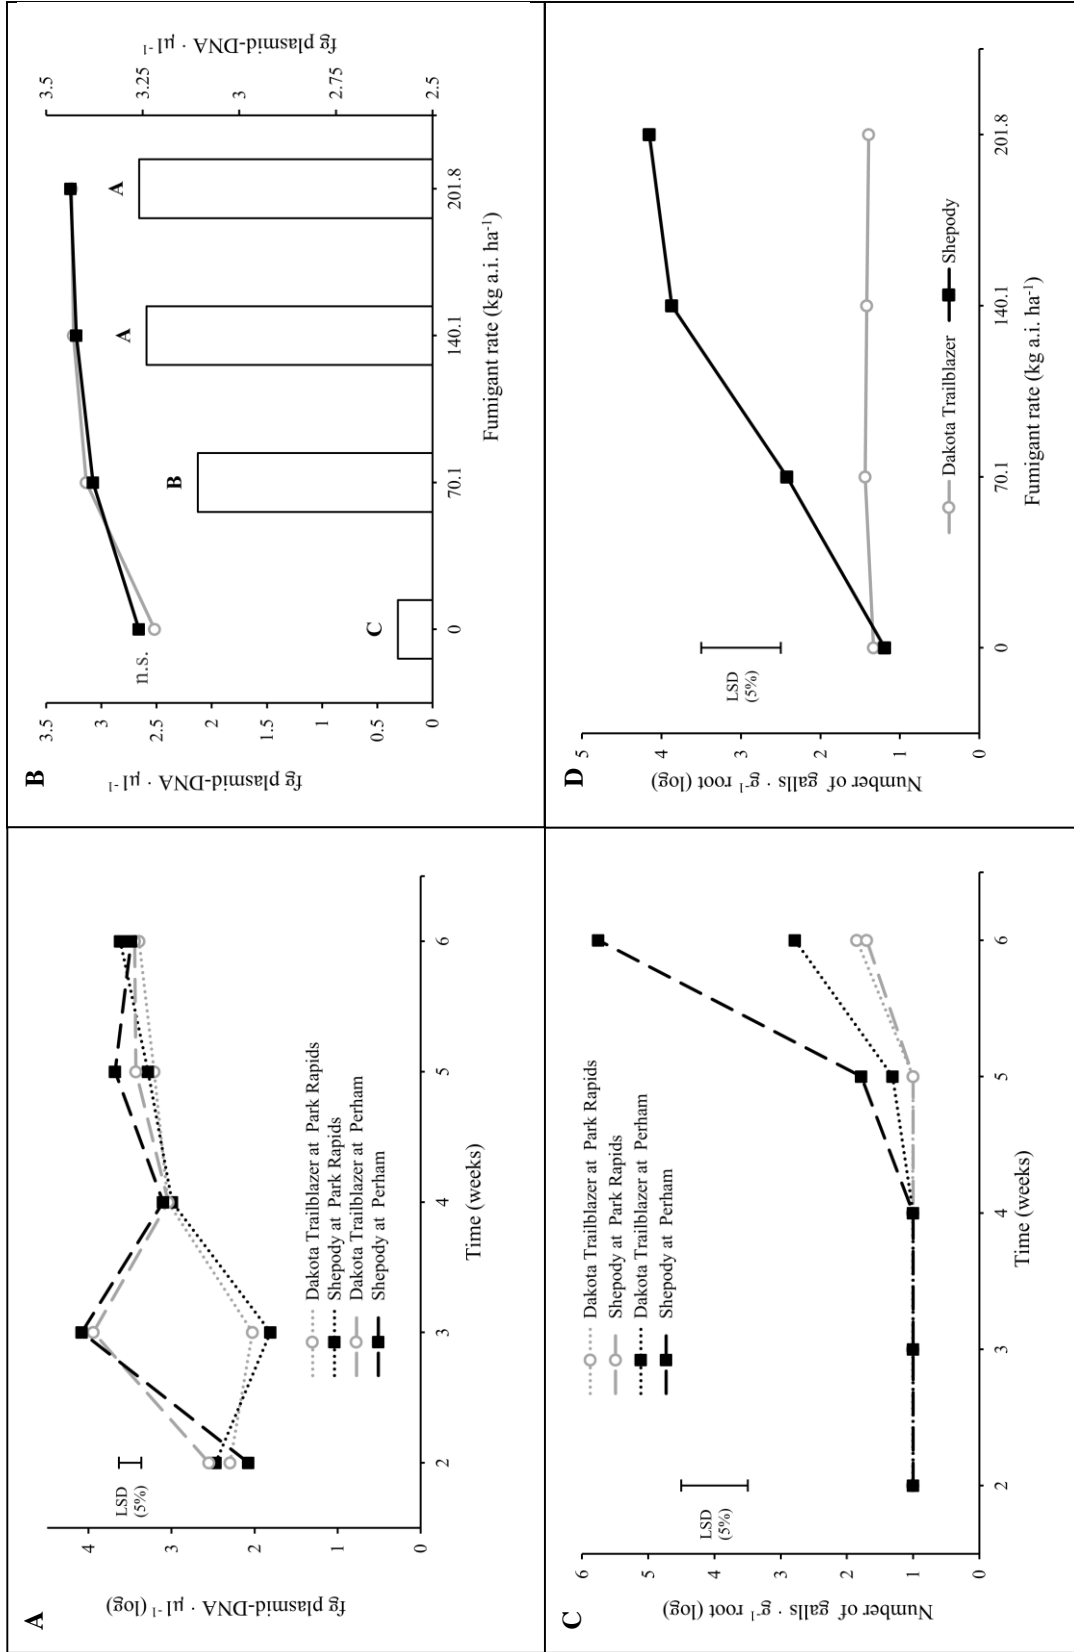 A
fg plasmid-DNA · µl⁻¹ (log)
4
3
2
1
0
LSD
(5%)
Dakota Trailblazer at Park Rapids
Shepody at Park Rapids
Dakota Trailblazer at Perham
Shepody at Perham
2
3
4
5
6
Time (weeks)
B
fg plasmid-DNA · µl⁻¹
3.5
3
2.5
2
1.5
1
0.5
0
n.s.
C
B
A
A
3.5
3.25
3
2.75
2.5
fg plasmid-DNA · µl⁻¹
0
70.1
140.1
201.8
Fumigant rate (kg a.i. ha⁻¹)
C
Number of galls · g⁻¹ root (log)
6
5
4
3
2
1
0
LSD
(5%)
Dakota Trailblazer at Park Rapids
Shepody at Park Rapids
Dakota Trailblazer at Perham
Shepody at Perham
2
3
4
5
6
Time (weeks)
D
Number of galls · g⁻¹ root (log)
5
4
3
2
1
0
LSD
(5%)
Dakota Trailblazer
Shepody
0
70.1
140.1
201.8
Fumigant rate (kg a.i. ha⁻¹)